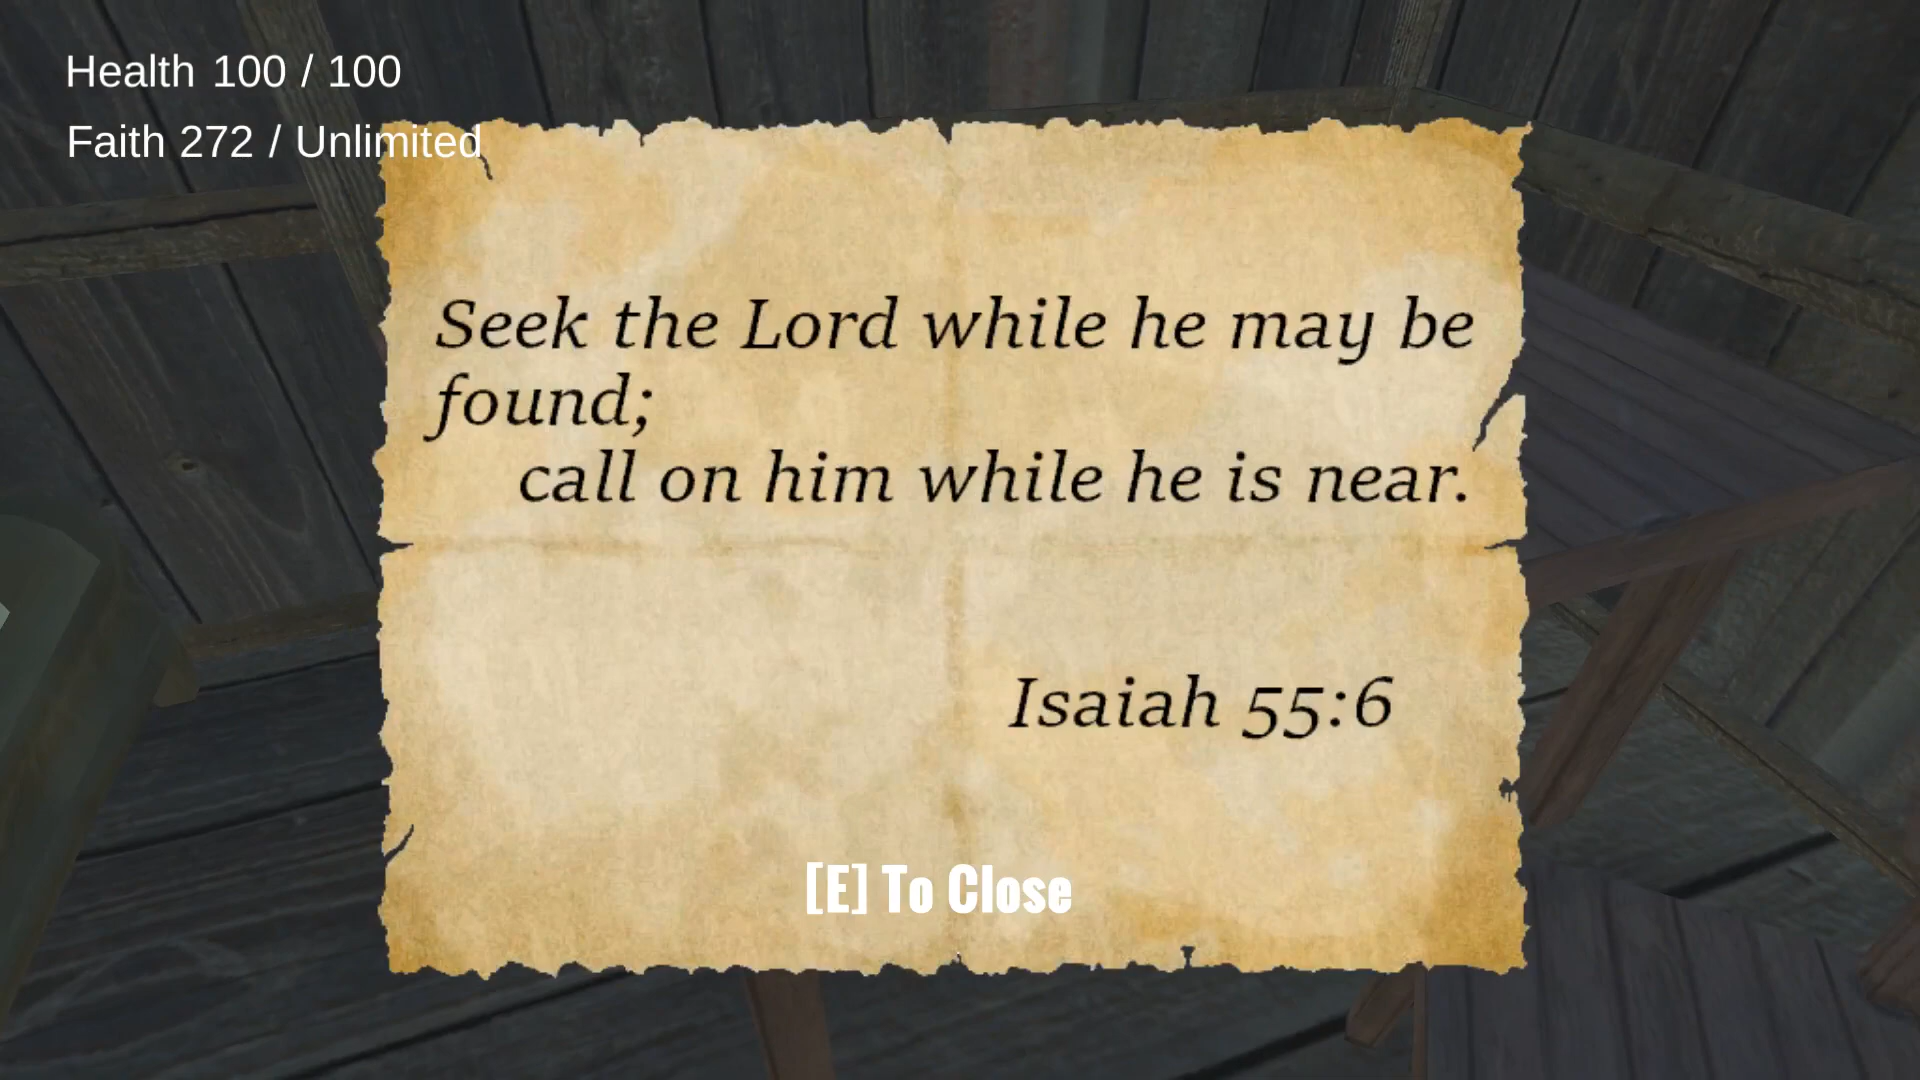 Health 100 / 100
Faith 272 / Unlimited
Seek the Lord while he may be
found;
call on him while he is near.
Isaiah 55:6
[E] To Close